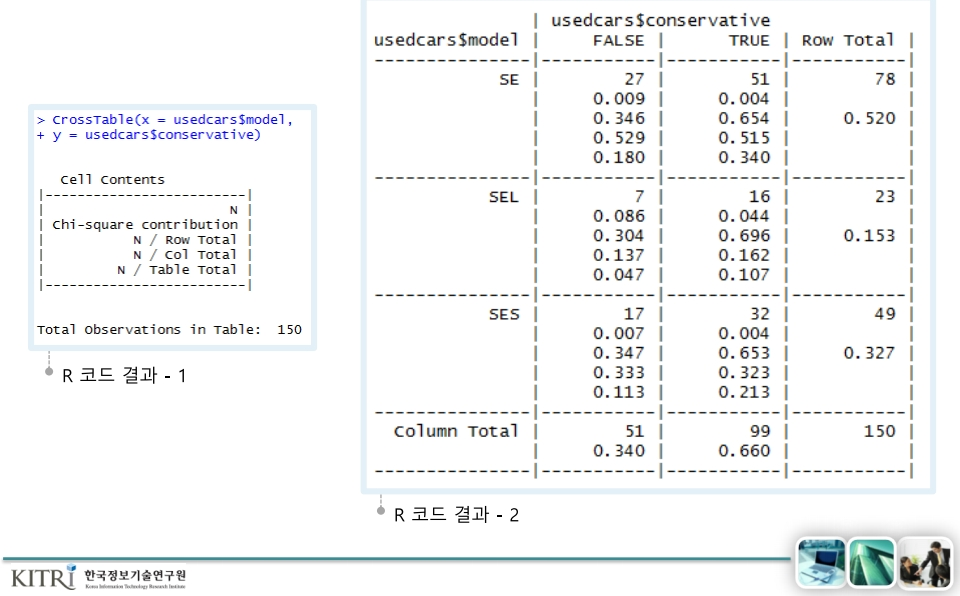 > CrossTable(x = usedcars$model,
+ y = usedcars$conservative)
Cell Contents
|-------------------------|
|                       N |
| Chi-square contribution |
|           N / Row Total |
|           N / Col Total |
|         N / Table Total |
|-------------------------|
Total Observations in Table:  150
R 코드 결과 - 1
               | usedcars$conservative
usedcars$model |     FALSE |      TRUE | Row Total |
---------------|-----------|-----------|-----------|
            SE |        27 |        51 |        78 |
               |     0.009 |     0.004 |           |
               |     0.346 |     0.654 |     0.520 |
               |     0.529 |     0.515 |           |
               |     0.180 |     0.340 |           |
---------------|-----------|-----------|-----------|
           SEL |         7 |        16 |        23 |
               |     0.086 |     0.044 |           |
               |     0.304 |     0.696 |     0.153 |
               |     0.137 |     0.162 |           |
               |     0.047 |     0.107 |           |
---------------|-----------|-----------|-----------|
           SES |        17 |        32 |        49 |
               |     0.007 |     0.004 |           |
               |     0.347 |     0.653 |     0.327 |
               |     0.333 |     0.323 |           |
               |     0.113 |     0.213 |           |
---------------|-----------|-----------|-----------|
  Column Total |        51 |        99 |       150 |
               |     0.340 |     0.660 |           |
---------------|-----------|-----------|-----------|
R 코드 결과 - 2
KITRI 한국정보기술연구원
Korea Information Technology Research Institute